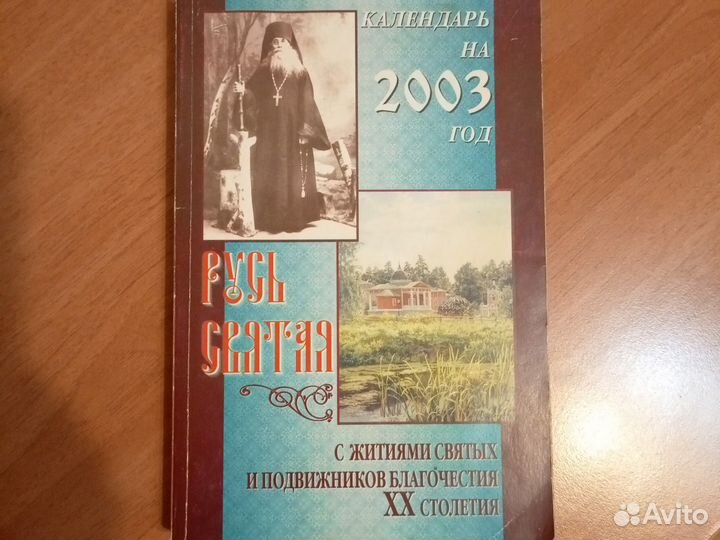 КАЛЕНДАРЬ
НА
2003
ГОД
РУСЬ
СВЯТАЯ
С ЖИТИЯМИ СВЯТЫХ
И ПОДВИЖНИКОВ БЛАГОЧЕСТИЯ
XX СТОЛЕТИЯ
Avito